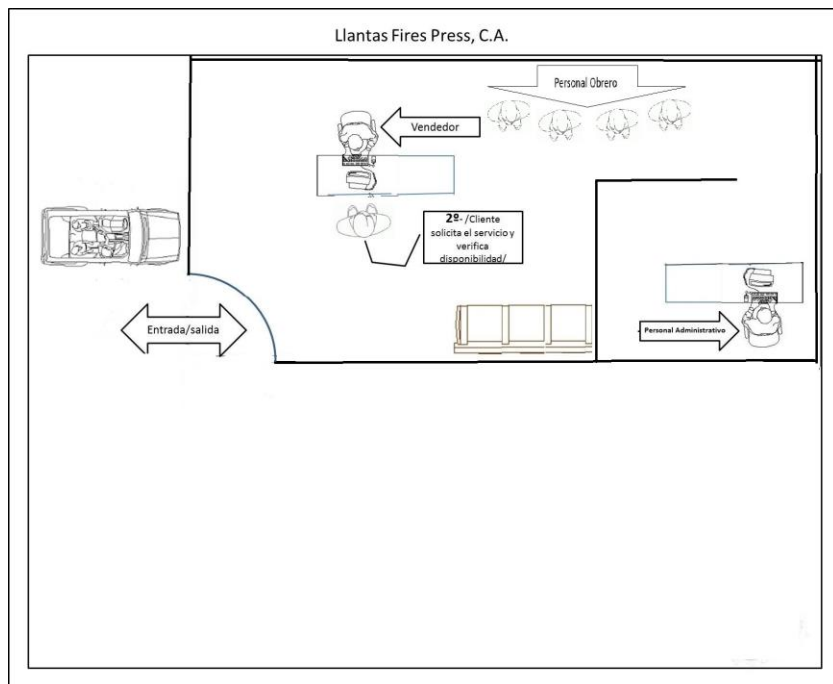 Llantas Fires Press, C.A.
Personal Obrero
Vendedor
2º- /Cliente
solicita el servicio y
verifica
disponibilidad/
Entrada/salida
Personal Administrativo